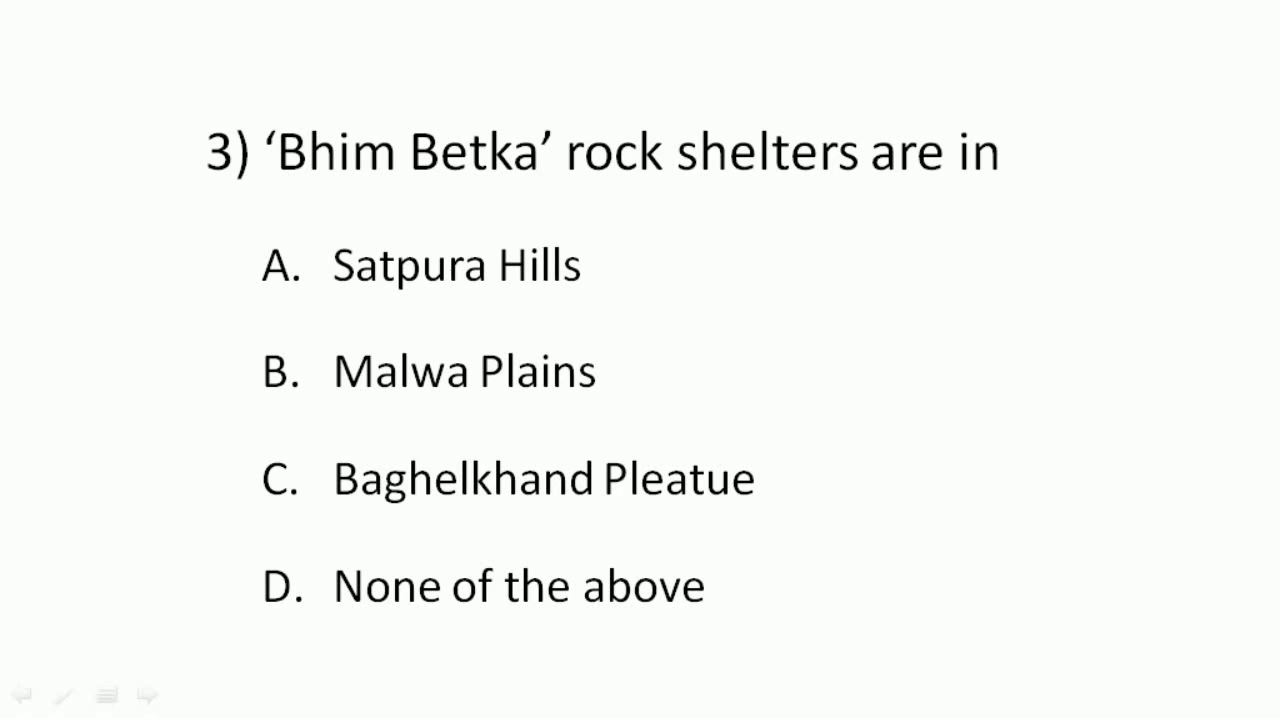 3) ‘Bhim Betka’ rock shelters are in
A. Satpura Hills
B. Malwa Plains
C. Baghelkhand Pleatue
D. None of the above